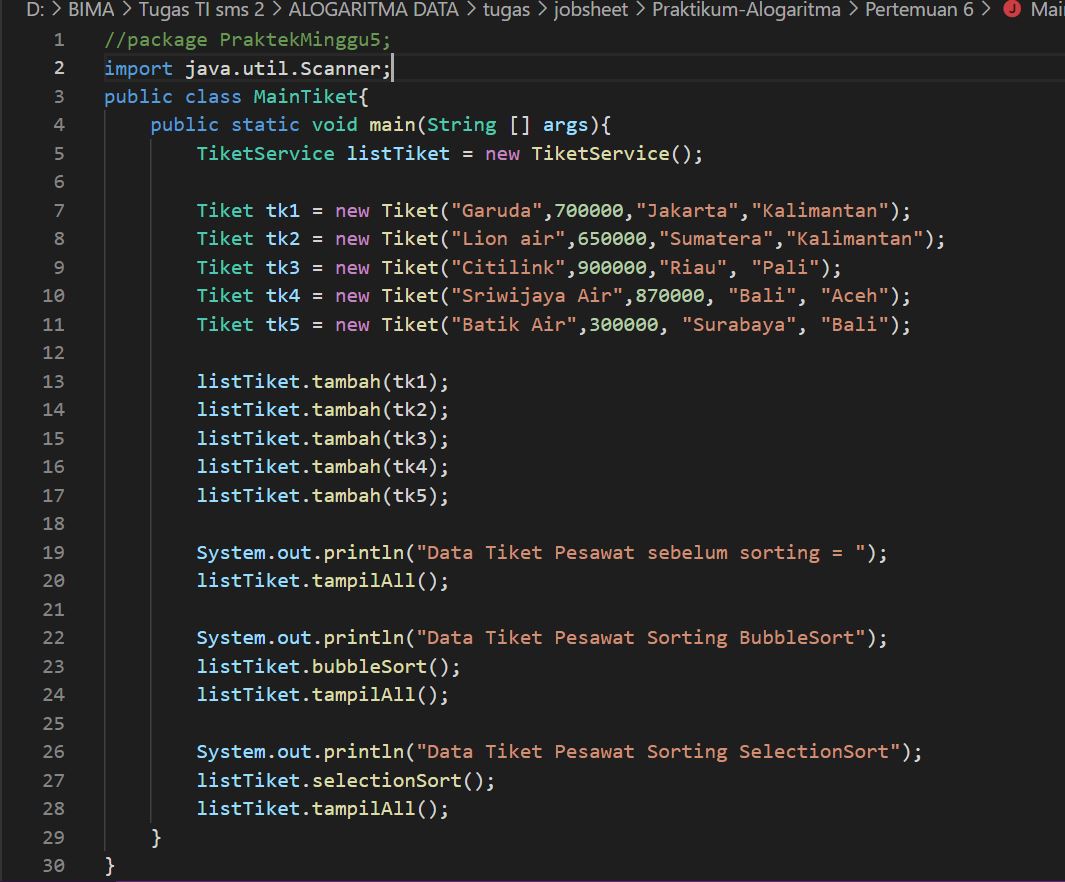 D: > BIMA > Tugas TI sms 2 > ALOGARITMA DATA > tugas > jobsheet > Praktikum-Alogaritma > Pertemuan 6 > J Mai
1 //package PraktekMinggu5;
2 import java.util.Scanner;
3 public class MainTiket{
4     public static void main(String [] args){
5         TiketService listTiket = new TiketService();
6
7         Tiket tk1 = new Tiket("Garuda",700000,"Jakarta","Kalimantan");
8         Tiket tk2 = new Tiket("Lion air",650000,"Sumatera","Kalimantan");
9         Tiket tk3 = new Tiket("Citilink",900000,"Riau", "Pali");
10         Tiket tk4 = new Tiket("Sriwijaya Air",870000, "Bali", "Aceh");
11         Tiket tk5 = new Tiket("Batik Air",300000, "Surabaya", "Bali");
12
13         listTiket.tambah(tk1);
14         listTiket.tambah(tk2);
15         listTiket.tambah(tk3);
16         listTiket.tambah(tk4);
17         listTiket.tambah(tk5);
18
19         System.out.println("Data Tiket Pesawat sebelum sorting = ");
20         listTiket.tampilAll();
21
22         System.out.println("Data Tiket Pesawat Sorting BubbleSort");
23         listTiket.bubbleSort();
24         listTiket.tampilAll();
25
26         System.out.println("Data Tiket Pesawat Sorting SelectionSort");
27         listTiket.selectionSort();
28         listTiket.tampilAll();
29     }
30 }